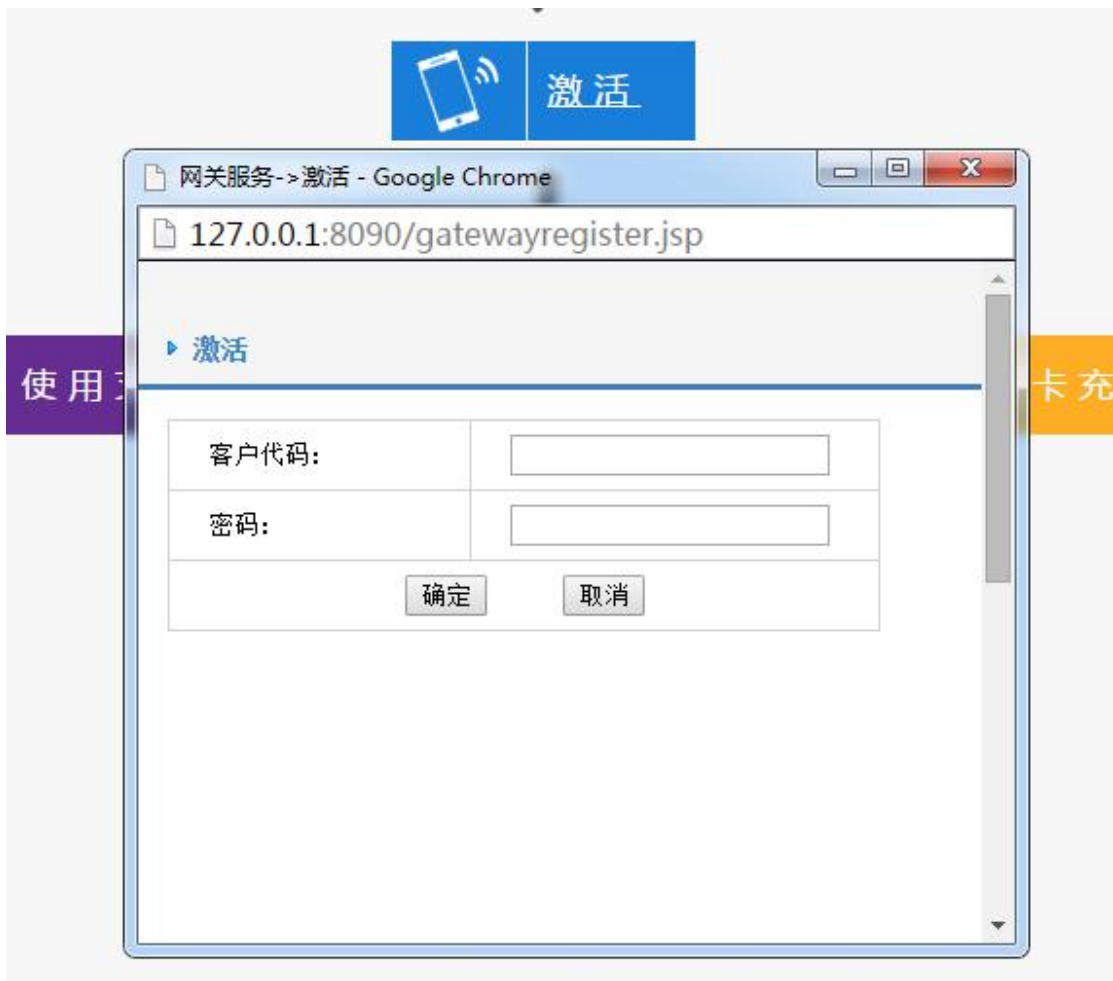 激活
网关服务->激活 - Google Chrome
127.0.0.1:8090/gatewayregister.jsp
激活
使用
卡充
客户代码:
密码:
确定 取消